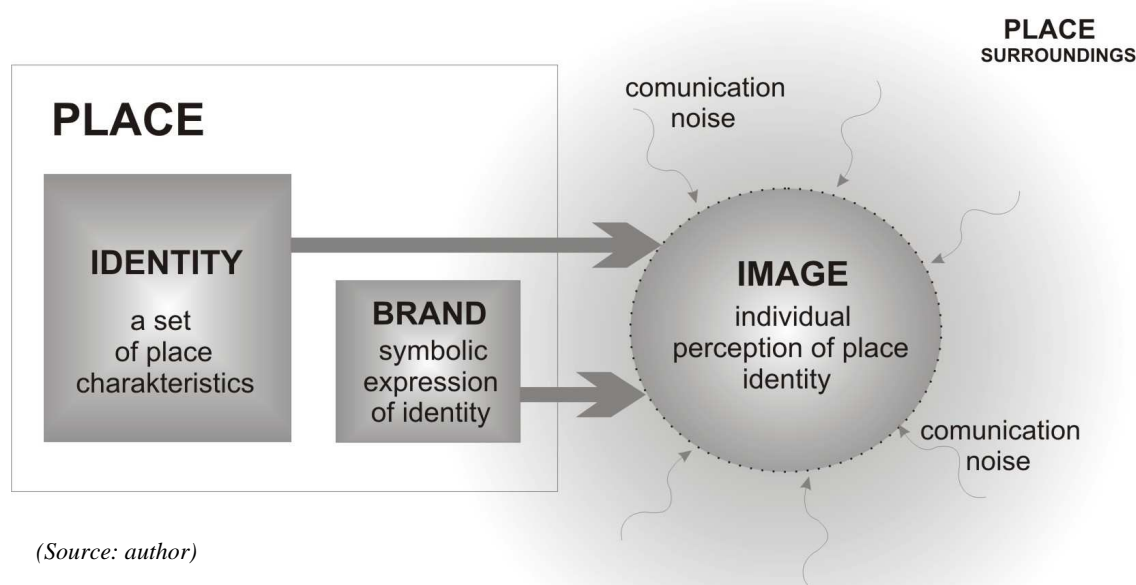 PLACE
SURROUNDINGS
comunication
noise
PLACE
IDENTITY
a set
of place
charakteristics
BRAND
symbolic
expression
of identity
IMAGE
individual
perception of place
identity
comunication
noise
(Source: author)